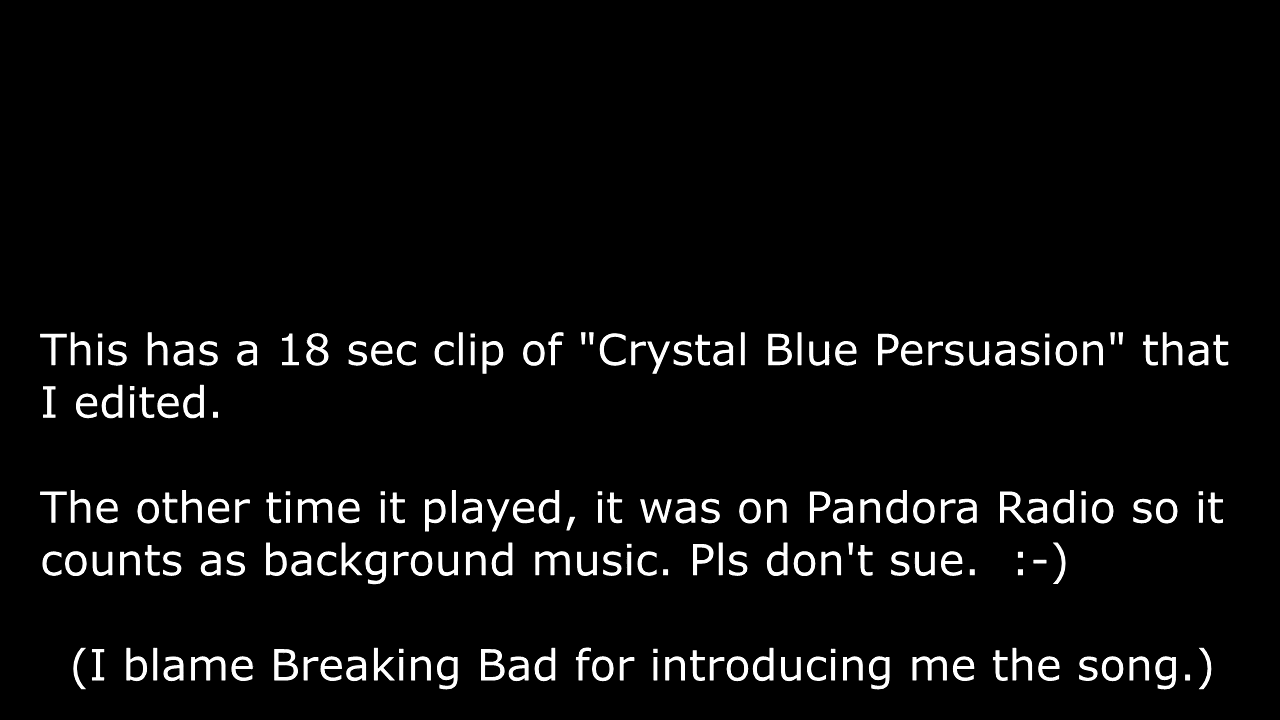 This has a 18 sec clip of "Crystal Blue Persuasion" that
I edited.
The other time it played, it was on Pandora Radio so it
counts as background music. Pls don't sue.  :-)
(I blame Breaking Bad for introducing me the song.)